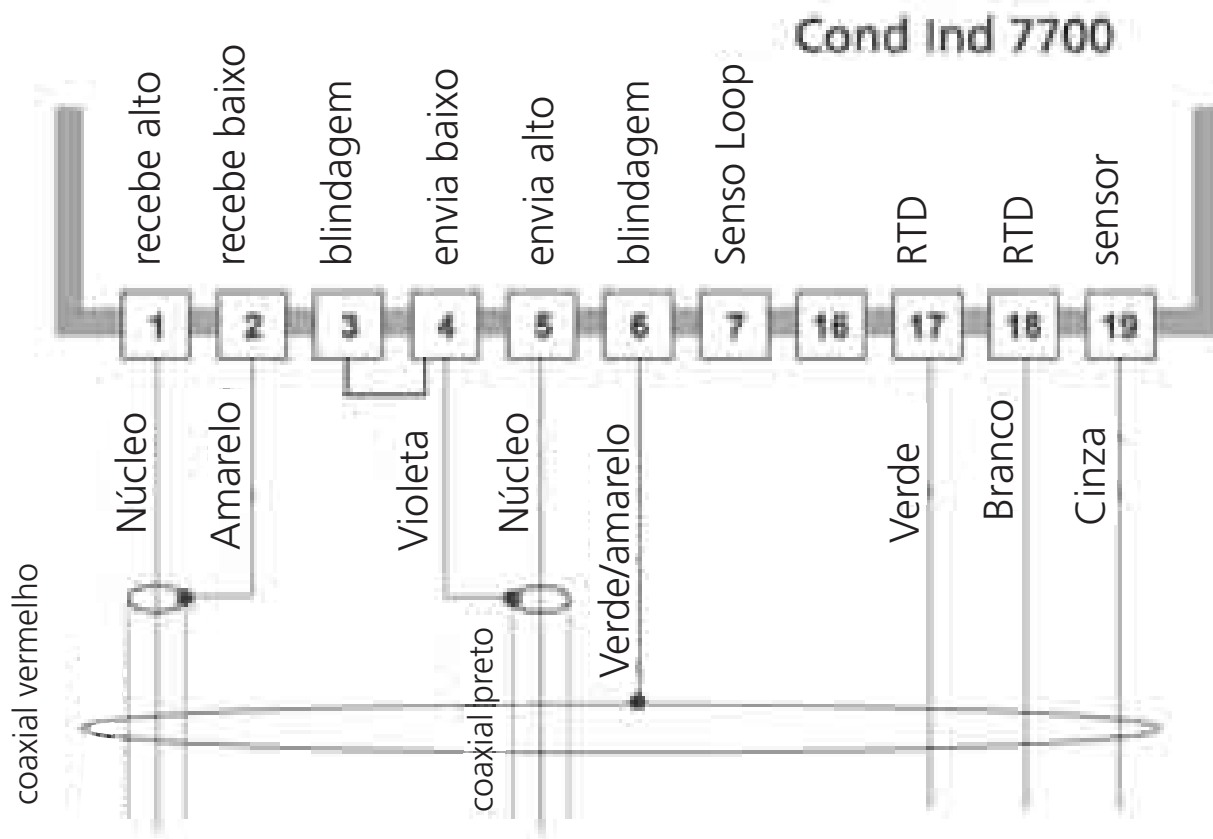 Cond Ind 7700
recebe alto
recebe baixo
blindagem
envia baixo
envia alto
blindagem
Senso Loop
RTD
RTD
sensor
1
2
3
4
5
6
7
16
17
18
19
Núcleo
Amarelo
Violeta
Núcleo
Verde/amarelo
Verde
Branco
Cinza
coaxial vermelho
coaxial preto